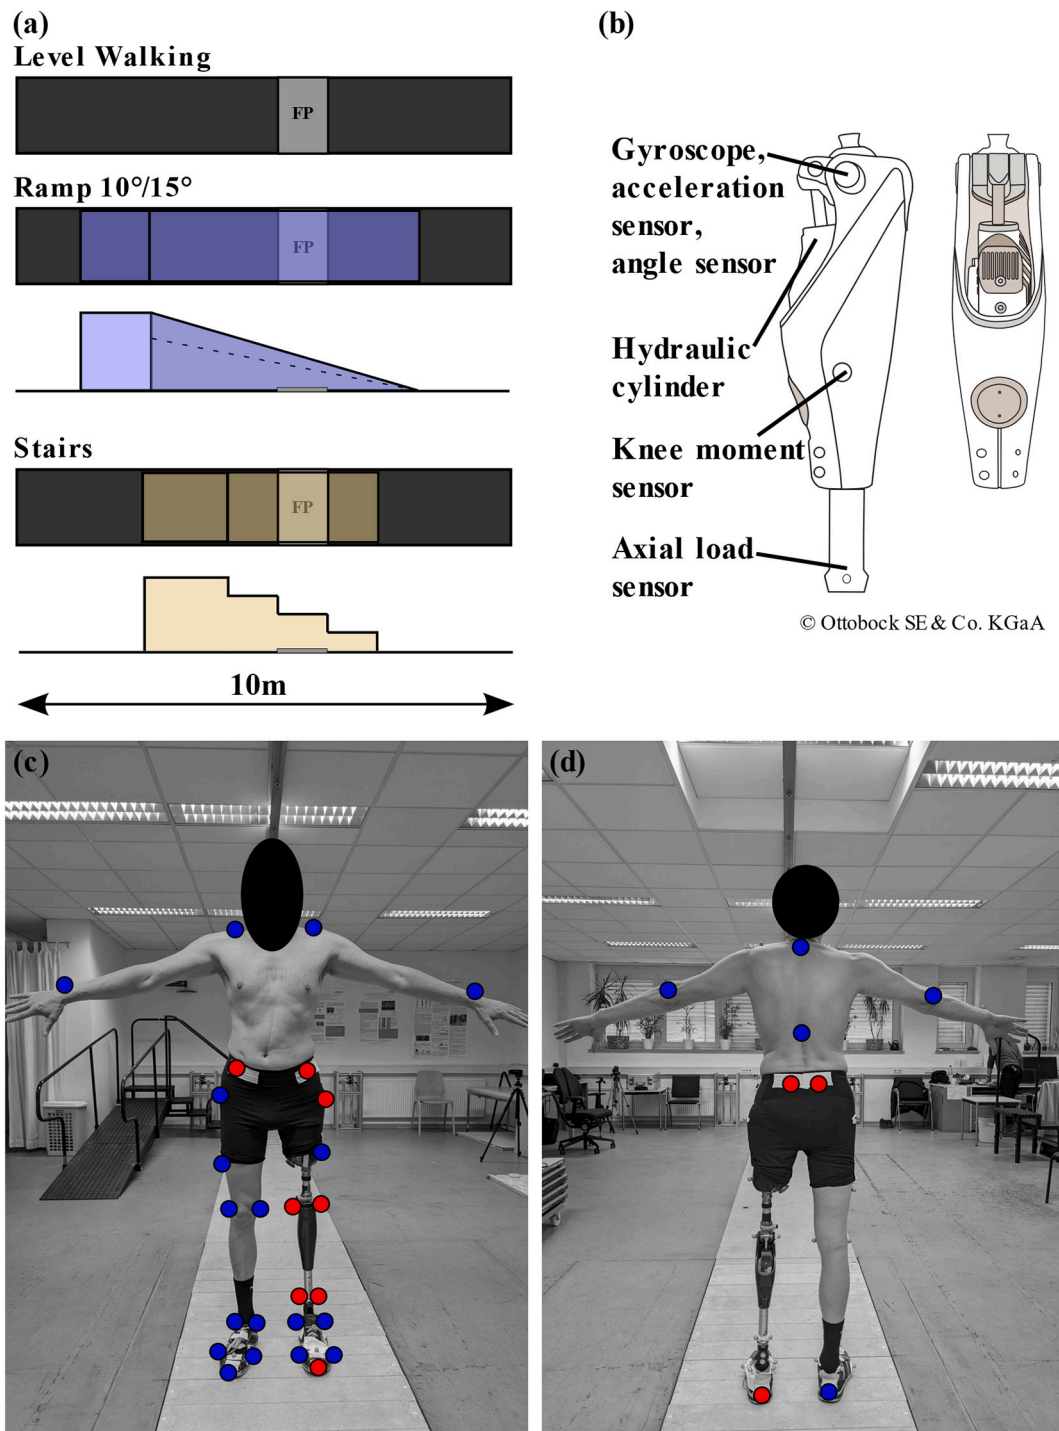 (a)
Level Walking
FP
Ramp 10°/15°
FP
Stairs
FP
10m
(b)
Gyroscope,
acceleration
sensor,
angle sensor
Hydraulic
cylinder
Knee moment
sensor
Axial load
sensor
© Ottobock SE & Co. KGaA
(c)
(d)